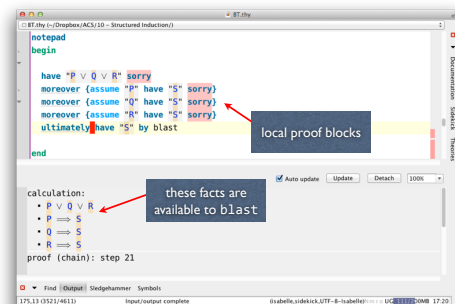 BT.thy
BT.thy (~/Dropbox/ACS/10 – Structured Induction/)
notepad
begin
have "P ∨ Q ∨ R" sorry
moreover {assume "P" have "S" sorry}
moreover {assume "Q" have "S" sorry}
moreover {assume "R" have "S" sorry}
ultimately have "S" by blast
end
local proof blocks
Documentation
Sidekick
Theories
Auto update Update Detach 100%
calculation:
• P ∨ Q ∨ R
• P ⟹ S
• Q ⟹ S
• R ⟹ S
proof (chain): step 21
these facts are
available to blast
Find Output Sledgehammer Symbols
175,13 (3521/4611) Input/output complete (isabelle,sidekick,UTF-8-Isabelle) 17:20